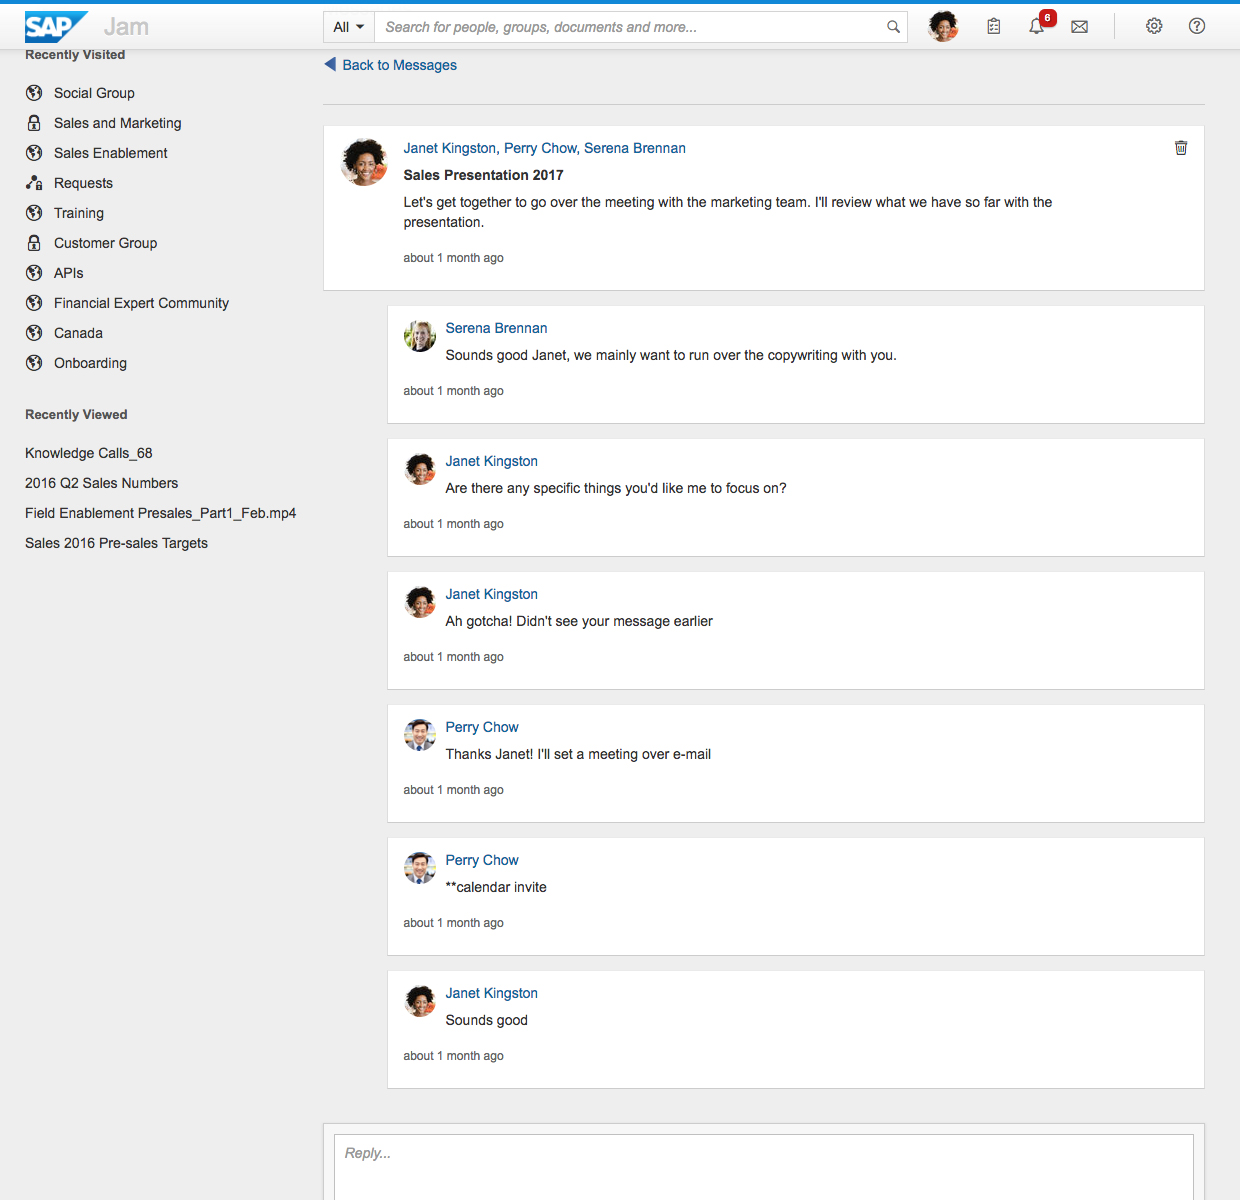 SAP Jam
All
Search for people, groups, documents and more...
6
Recently Visited
Social Group
Sales and Marketing
Sales Enablement
Requests
Training
Customer Group
APIs
Financial Expert Community
Canada
Onboarding
Recently Viewed
Knowledge Calls_68
2016 Q2 Sales Numbers
Field Enablement Presales_Part1_Feb.mp4
Sales 2016 Pre-sales Targets
Back to Messages
Janet Kingston, Perry Chow, Serena Brennan
Sales Presentation 2017
Let's get together to go over the meeting with the marketing team. I'll review what we have so far with the
presentation.
about 1 month ago
Serena Brennan
Sounds good Janet, we mainly want to run over the copywriting with you.
about 1 month ago
Janet Kingston
Are there any specific things you'd like me to focus on?
about 1 month ago
Janet Kingston
Ah gotcha! Didn't see your message earlier
about 1 month ago
Perry Chow
Thanks Janet! I'll set a meeting over e-mail
about 1 month ago
Perry Chow
**calendar invite
about 1 month ago
Janet Kingston
Sounds good
about 1 month ago
Reply...